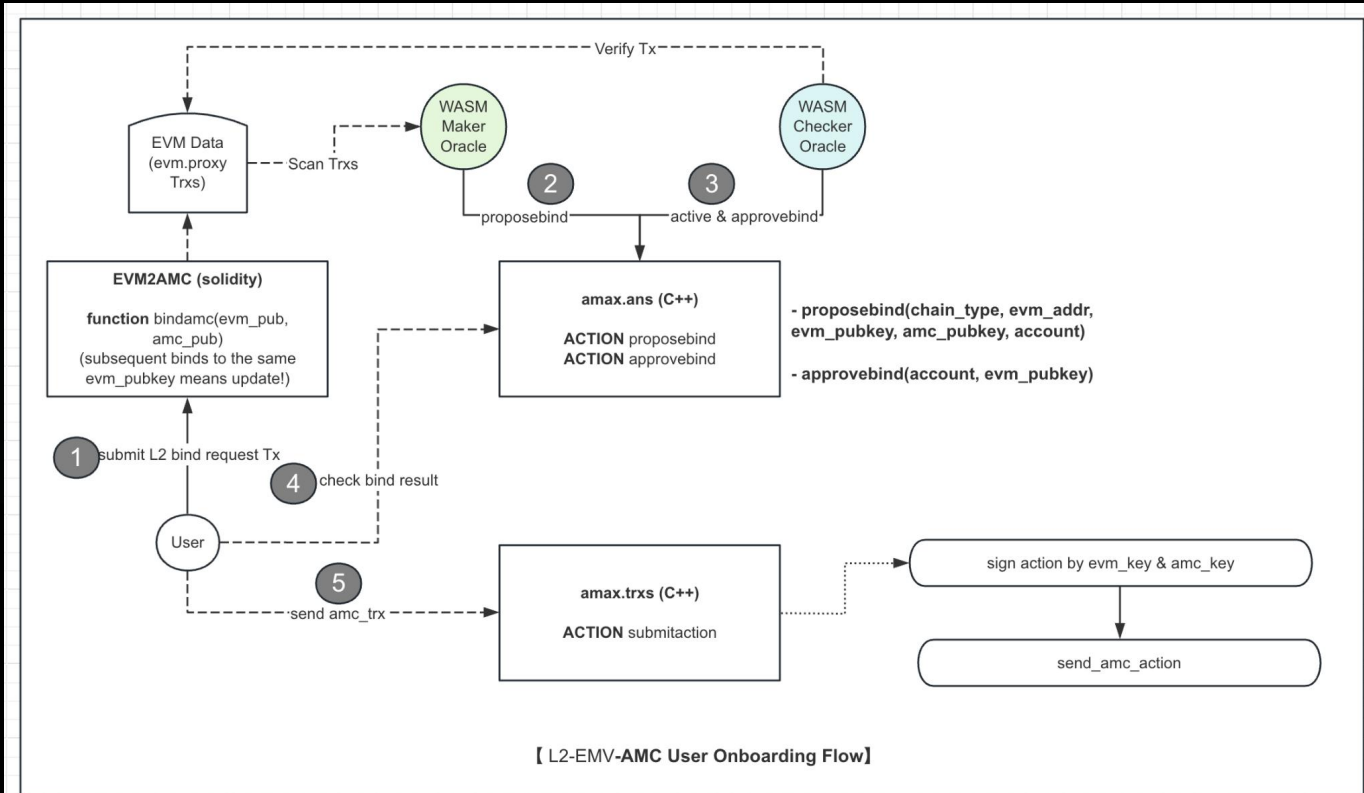 Verify Tx
EVM Data
(evm.proxy
Trxs)
Scan Trxs
WASM
Maker
Oracle
WASM
Checker
Oracle
2
3
proposebind
active & approvebind
EVM2AMC (solidity)
function bindamc(evm_pub,
amc_pub)
(subsequent binds to the same
evm_pubkey means update!)
amax.ans (C++)
ACTION proposebind
ACTION approvebind
- proposebind(chain_type, evm_addr,
evm_pubkey, amc_pubkey, account)
- approvebind(account, evm_pubkey)
1
submit L2 bind request Tx
4
check bind result
User
5
send amc_trx
amax.trxs (C++)
ACTION submitaction
sign action by evm_key & amc_key
send_amc_action
【 L2-EMV-AMC User Onboarding Flow】